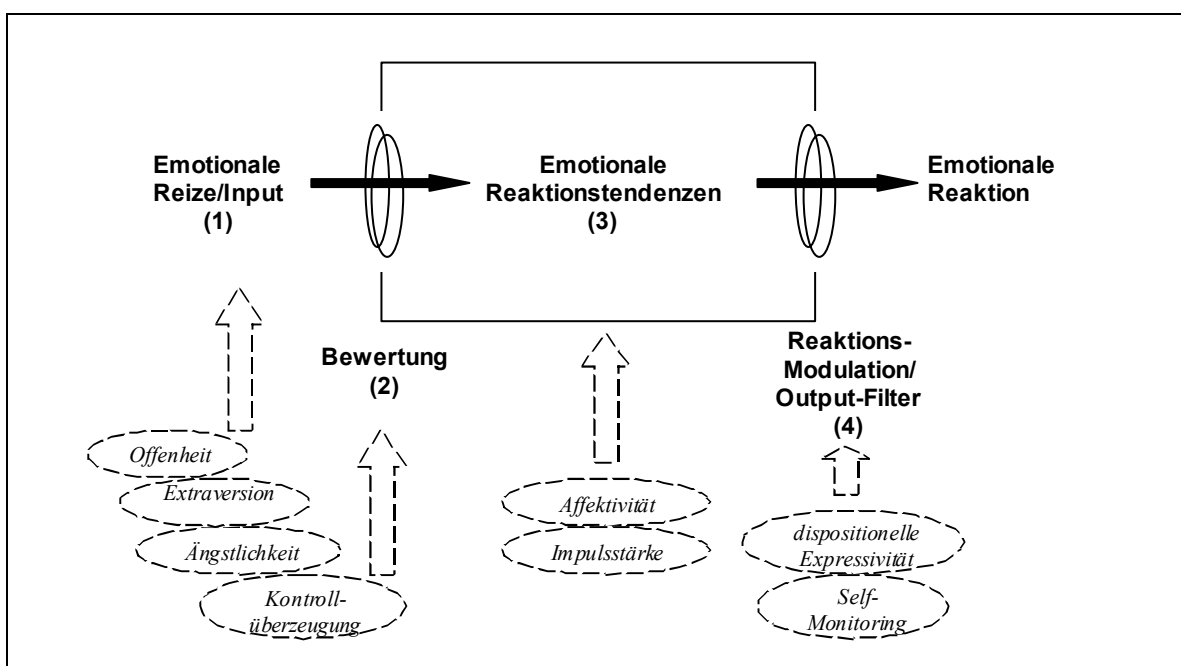 Emotionale
Reize/Input
(1)
Emotionale
Reaktionstendenzen
(3)
Emotionale
Reaktion
Bewertung
(2)
Reaktions-
Modulation/
Output-Filter
(4)
Offenheit
Extraversion
Ängstlichkeit
Kontroll-
überzeugung
Affektivität
Impulsstärke
dispositionelle
Expressivität
Self-
Monitoring